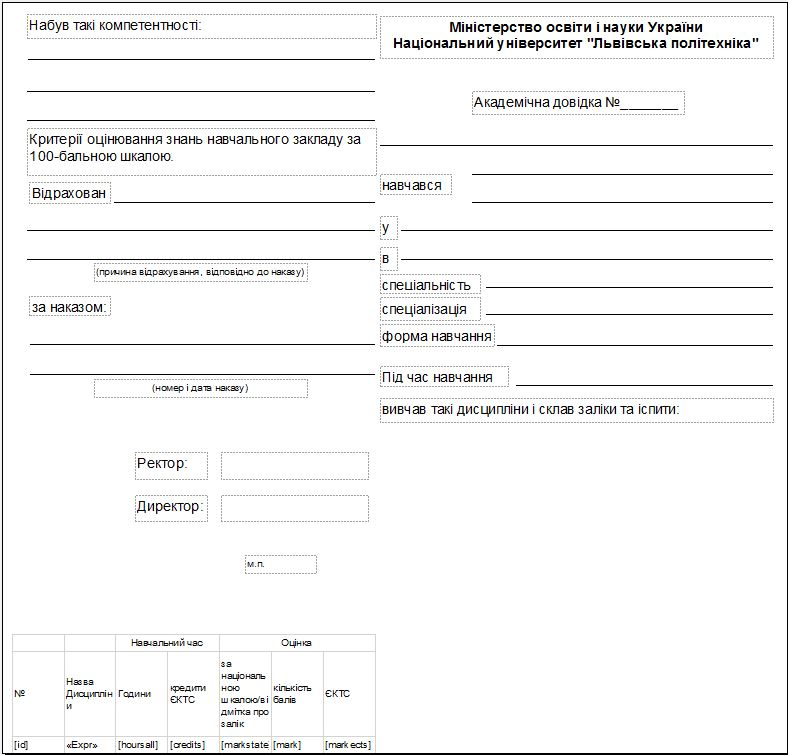 Набув такі компетентності:
Критерії оцінювання знань навчального закладу за
100-бальною шкалою.
Відрахован
(причина відрахування, відповідно до наказу)
за наказом:
(номер і дата наказу)
Ректор:
Директор:
м.п.
Міністерство освіти і науки України
Національний університет "Львівська політехніка"
Академічна довідка №_______
навчався
у
в
спеціальність
спеціалізація
форма навчання
Під час навчання
вивчав такі дисципліни і склав заліки та іспити:
Навчальний час Оцінка
№
Назва
Дисциплін
и
Години
кредити
ЄКТС
за
національ
ною
шкалою/ві
дмітка про
залік
кількість
балів
ЄКТС
[id] «Expr» [hoursall] [credits] [markstate [mark] [markects]